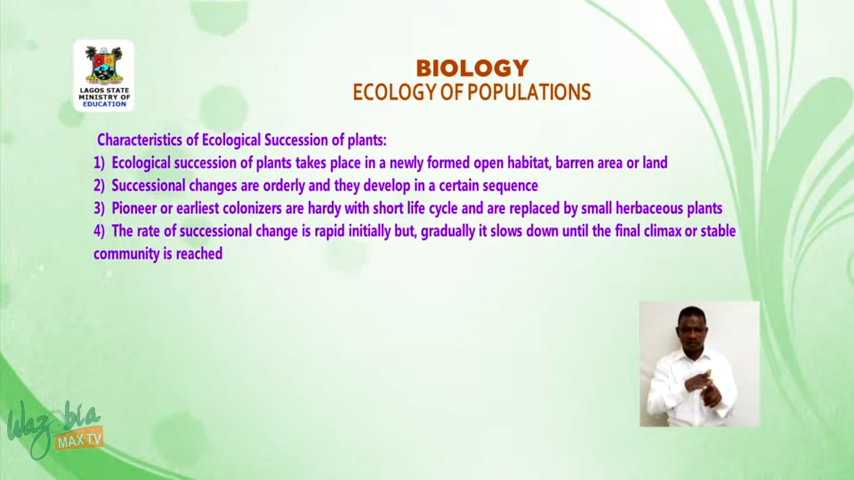 LAGOS STATE
MINISTRY OF
EDUCATION
BIOLOGY
ECOLOGY OF POPULATIONS
Characteristics of Ecological Succession of plants:
1) Ecological succession of plants takes place in a newly formed open habitat, barren area or land
2) Successional changes are orderly and they develop in a certain sequence
3) Pioneer or earliest colonizers are hardy with short life cycle and are replaced by small herbaceous plants
4) The rate of successional change is rapid initially but, gradually it slows down until the final climax or stable
community is reached
Wazobia
MAX TV